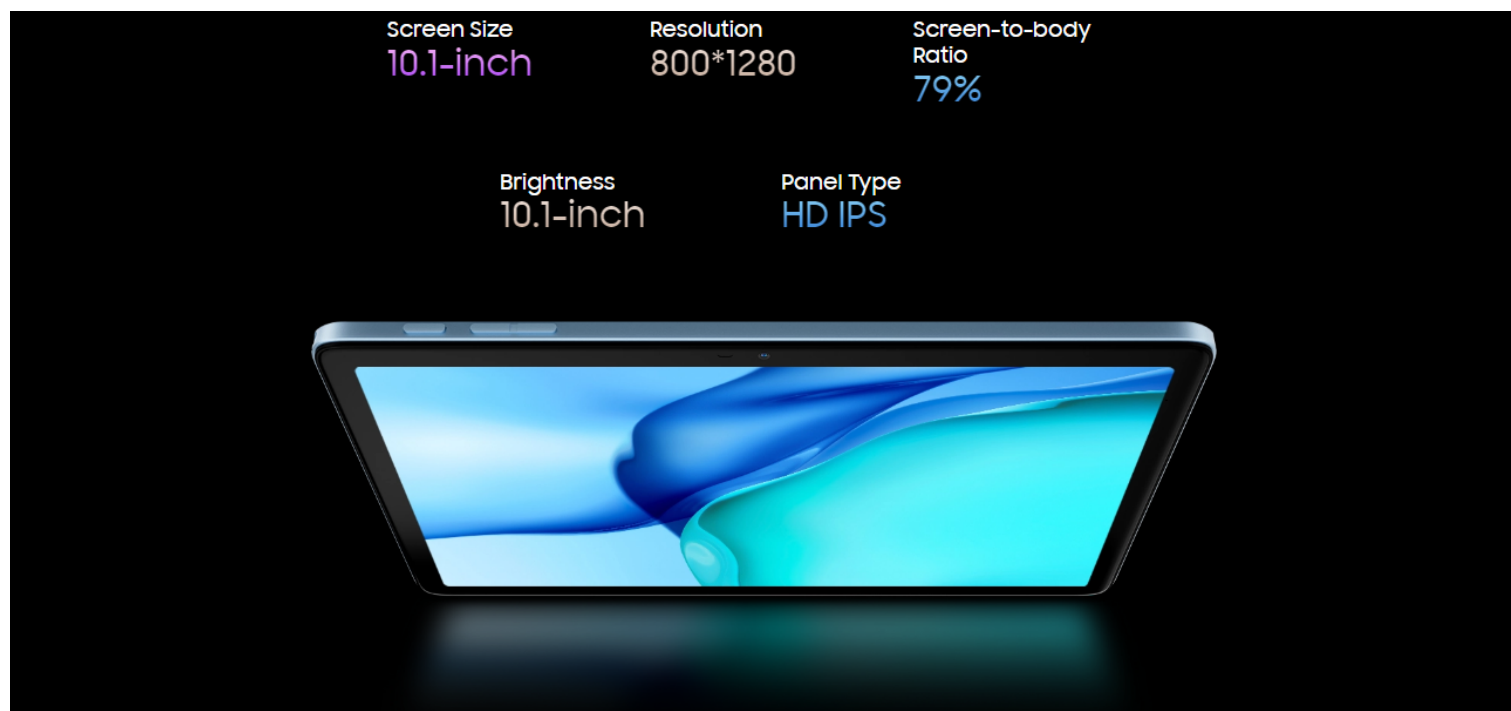 Screen Size
10.1-inch
Resolution
800*1280
Screen-to-body
Ratio
79%
Brightness
10.1-inch
Panel Type
HD IPS